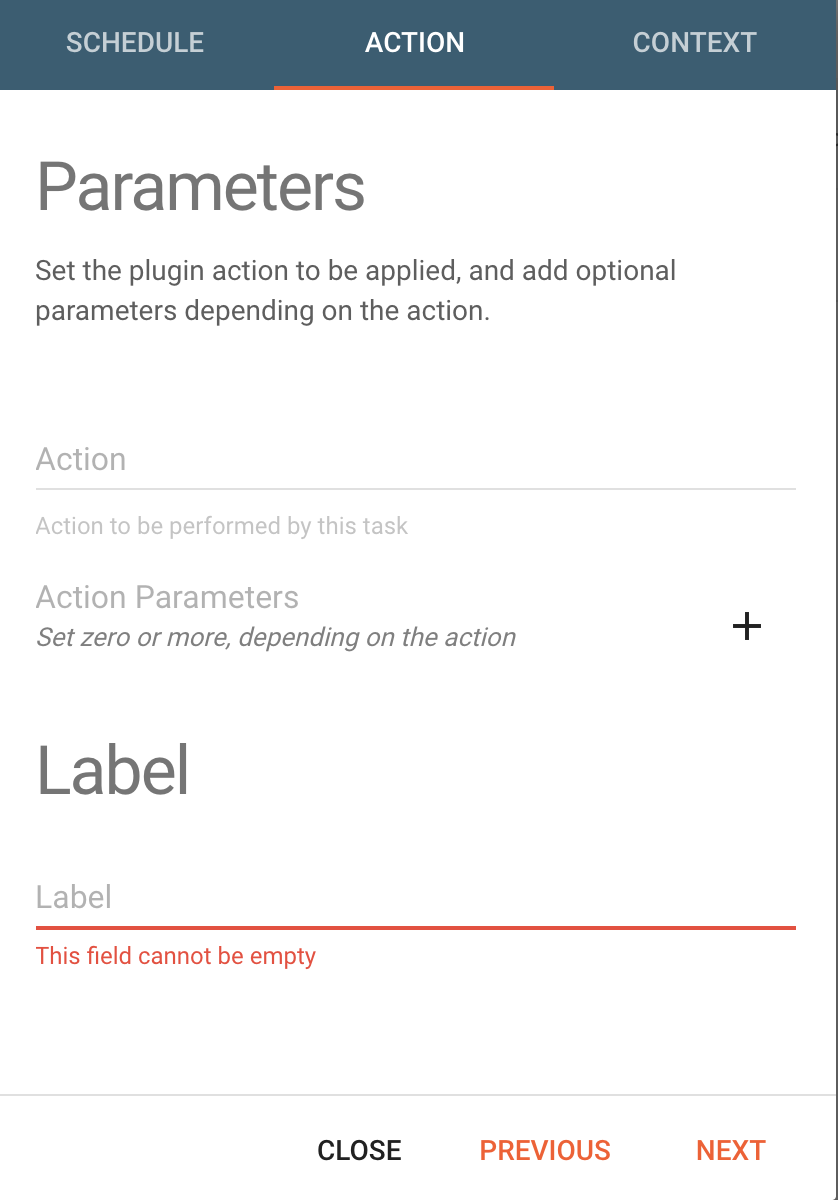 SCHEDULE ACTION CONTEXT
Parameters
Set the plugin action to be applied, and add optional
parameters depending on the action.
Action
Action to be performed by this task
Action Parameters
Set zero or more, depending on the action
Label
Label
This field cannot be empty
CLOSE PREVIOUS NEXT